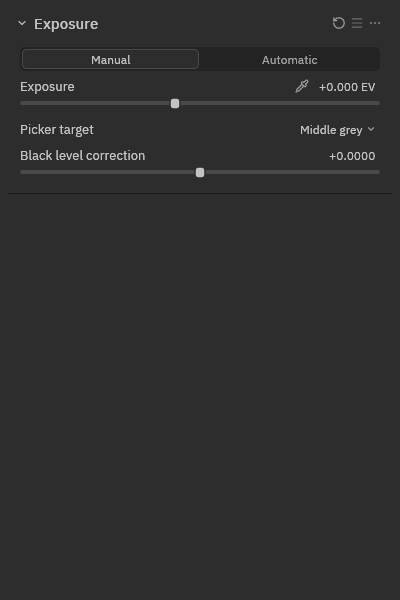 Exposure
Manual Automatic
Exposure +0.000 EV
Picker target Middle grey
Black level correction +0.0000